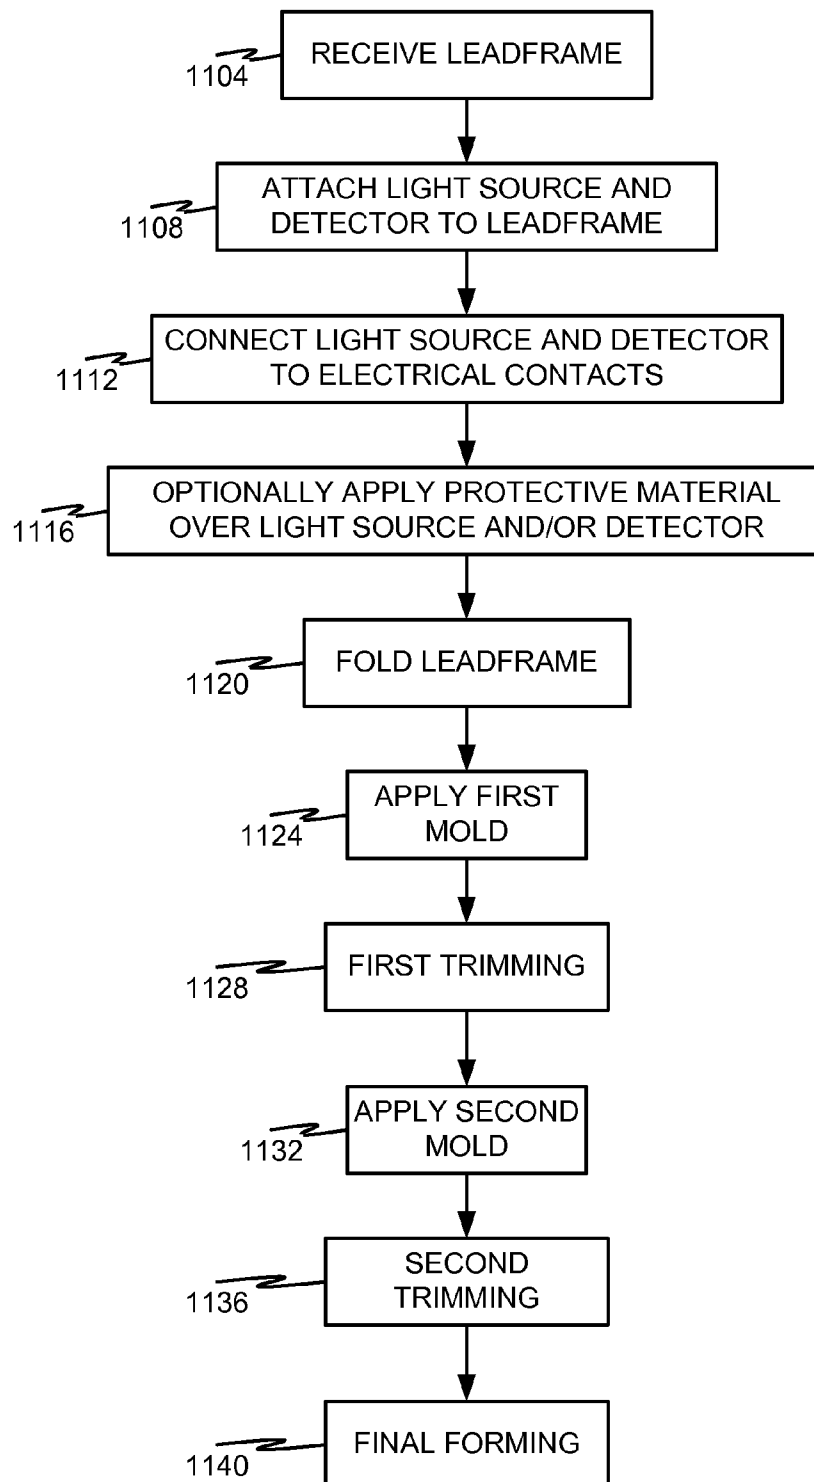 RECEIVE LEADFRAME
1104
ATTACH LIGHT SOURCE AND
DETECTOR TO LEADFRAME
1108
CONNECT LIGHT SOURCE AND DETECTOR
TO ELECTRICAL CONTACTS
1112
OPTIONALLY APPLY PROTECTIVE MATERIAL
OVER LIGHT SOURCE AND/OR DETECTOR
1116
FOLD LEADFRAME
1120
APPLY FIRST
MOLD
1124
FIRST TRIMMING
1128
APPLY SECOND
MOLD
1132
SECOND
TRIMMING
1136
FINAL FORMING
1140